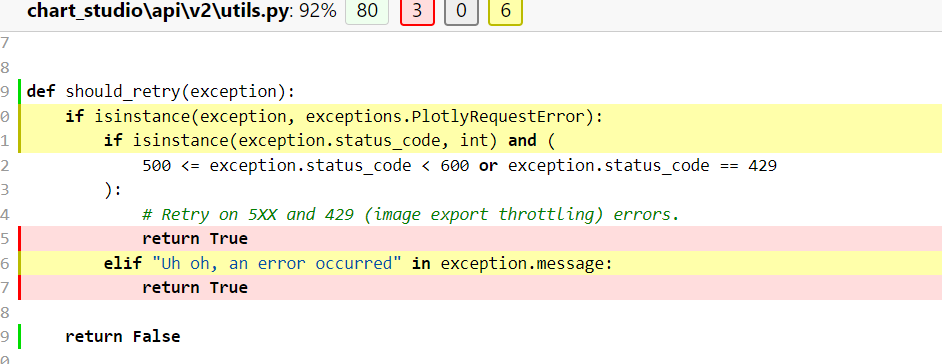 chart_studio\api\v2\utils.py: 92% 80 3 0 6
7
8
9 def should_retry(exception):
0 if isinstance(exception, exceptions.PlotlyRequestError):
1 if isinstance(exception.status_code, int) and (
2 500 <= exception.status_code < 600 or exception.status_code == 429
3 ):
4 # Retry on 5XX and 429 (image export throttling) errors.
5 return True
6 elif "Uh oh, an error occurred" in exception.message:
7 return True
8
9 return False
0